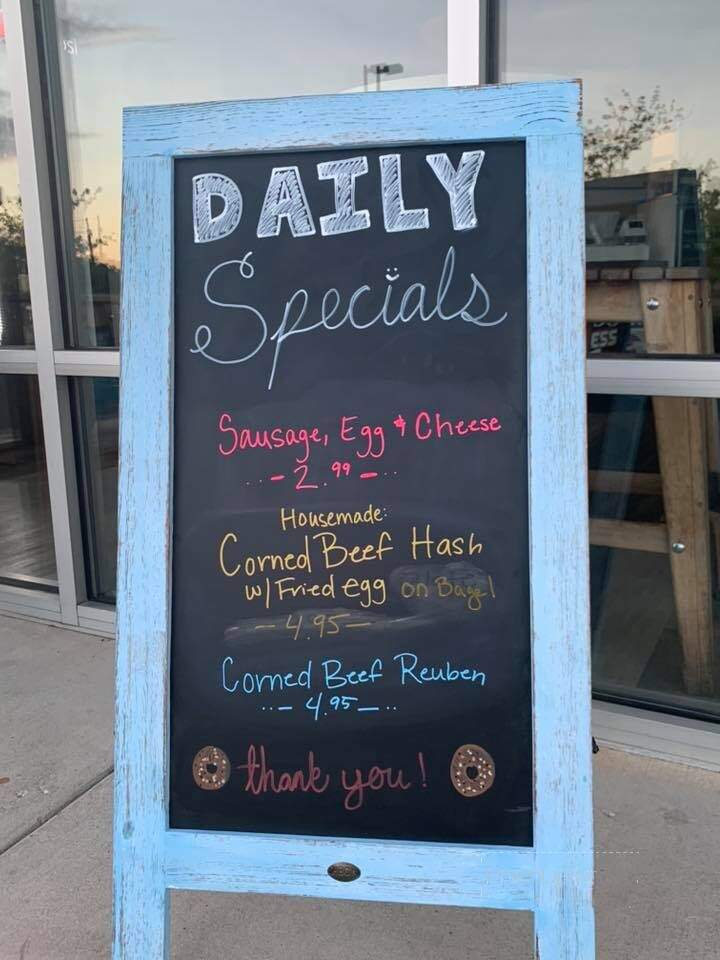 DAILY
Specials
Sausage, Egg & Cheese
--- 2.99 ---
Housemade:
Corned Beef Hash
w/ Fried egg on Bagel
- 4.95 -
Corned Beef Reuben
--- 4.95 ---
thank you!
ESS